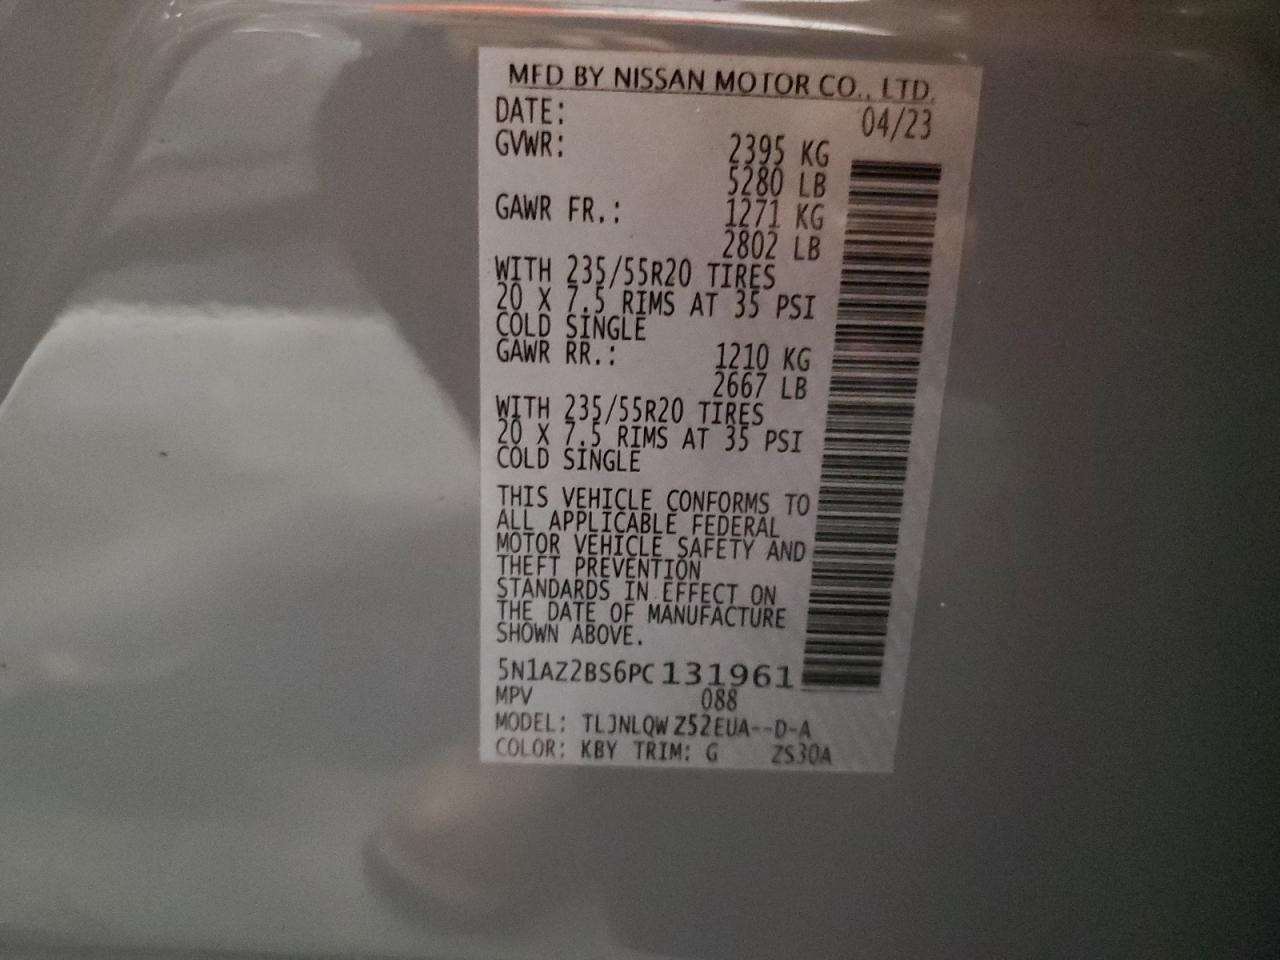 MFD BY NISSAN MOTOR CO., LTD.
DATE: 04/23
GVWR: 2395 KG
5280 LB
GAWR FR.: 1271 KG
2802 LB
WITH 235/55R20 TIRES
20 X 7.5 RIMS AT 35 PSI
COLD SINGLE
GAWR RR.: 1210 KG
2667 LB
WITH 235/55R20 TIRES
20 X 7.5 RIMS AT 35 PSI
COLD SINGLE
THIS VEHICLE CONFORMS TO
ALL APPLICABLE FEDERAL
MOTOR VEHICLE SAFETY AND
THEFT PREVENTION
STANDARDS IN EFFECT ON
THE DATE OF MANUFACTURE
SHOWN ABOVE.
5N1AZ2BS6PC131961
MPV 088
MODEL: TLJNLQW Z52EUA--D-A
COLOR: KBY TRIM: G ZS30A